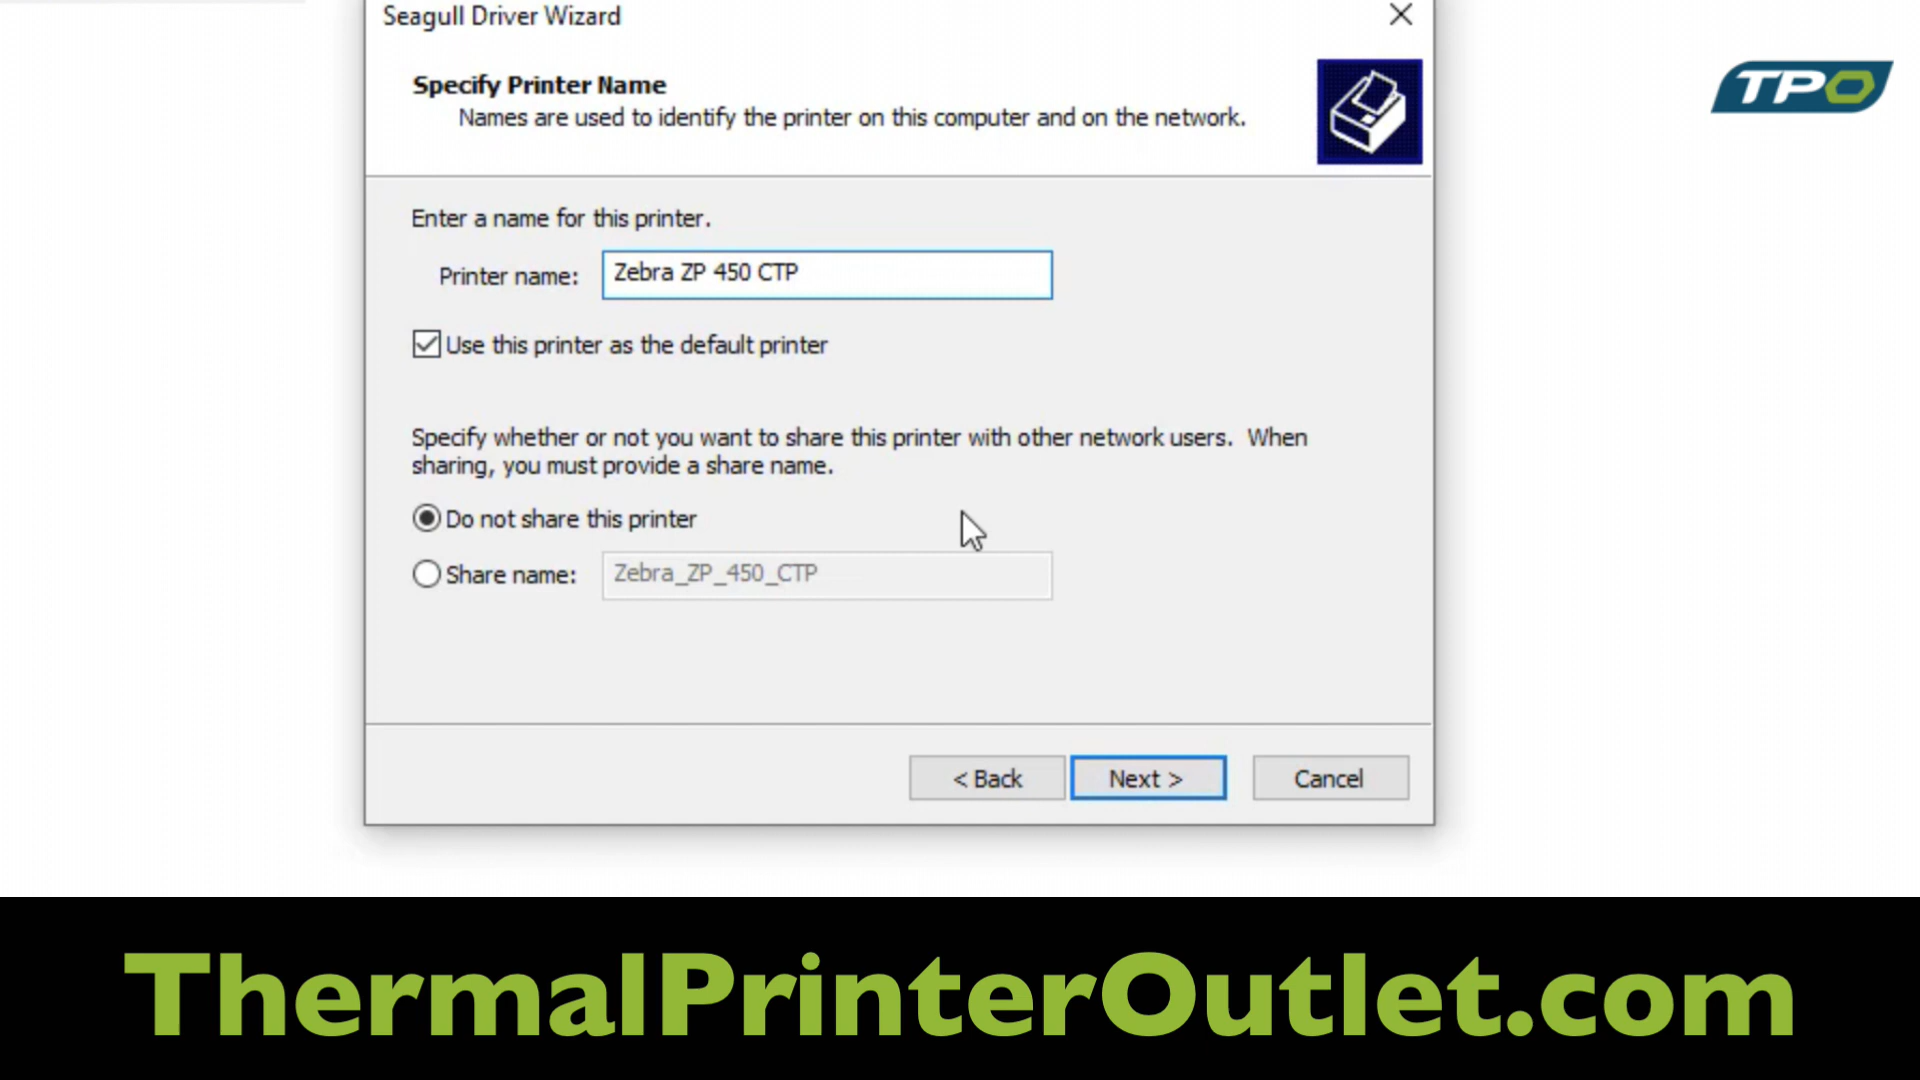 Seagull Driver Wizard
TPO
Specify Printer Name
Names are used to identify the printer on this computer and on the network.
Enter a name for this printer.
Printer name: Zebra ZP 450 CTP
Use this printer as the default printer
Specify whether or not you want to share this printer with other network users. When
sharing, you must provide a share name.
Do not share this printer
Share name: Zebra_ZP_450_CTP
< Back Next > Cancel
ThermalPrinterOutlet.com